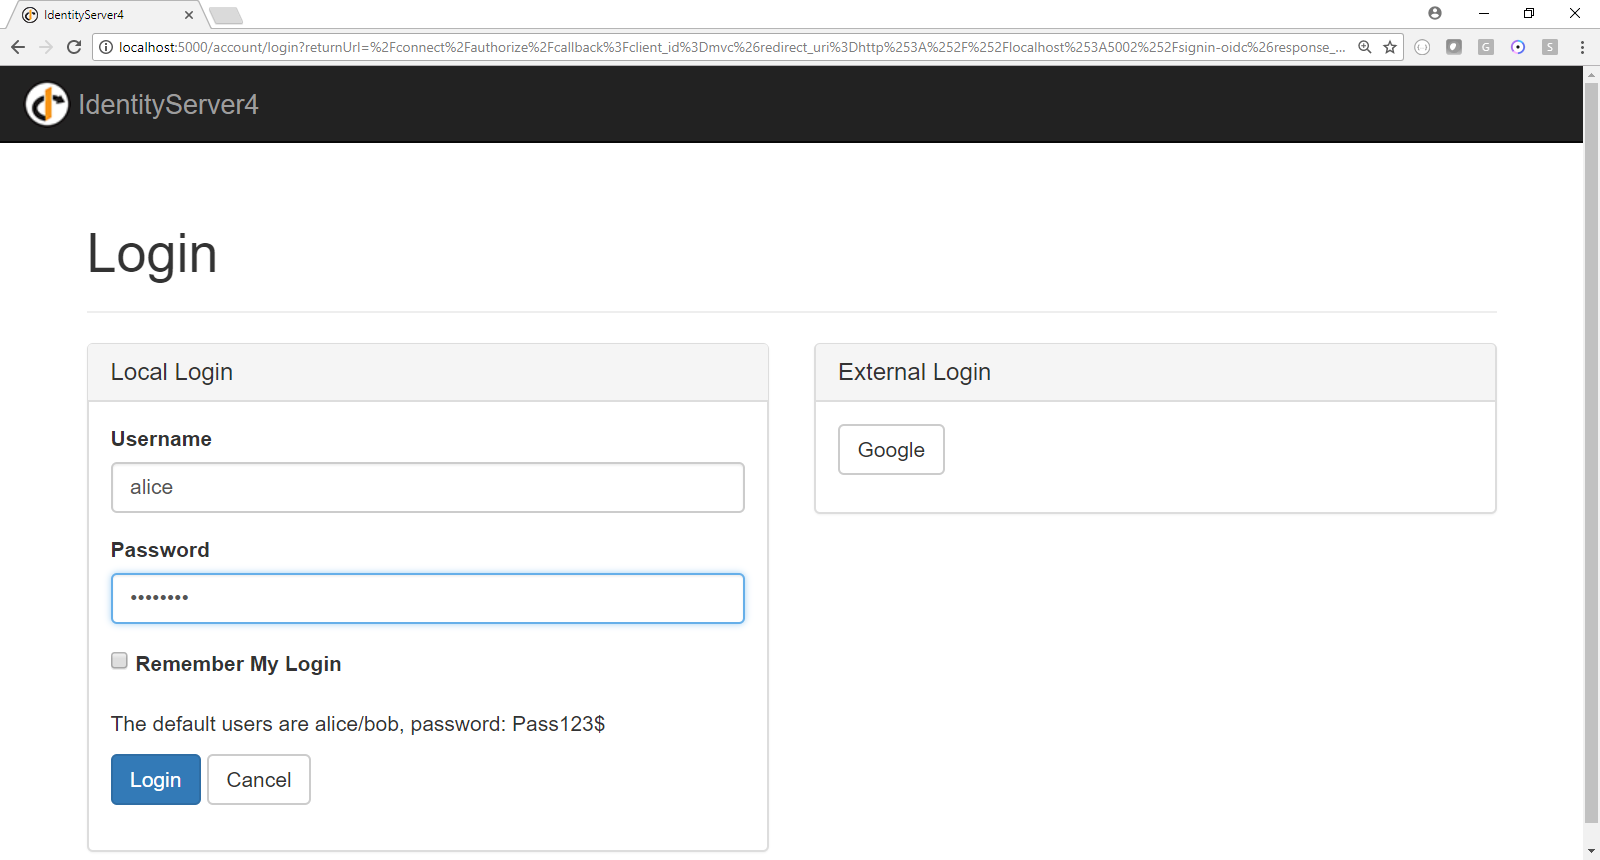 IdentityServer4
localhost:5000/account/login?returnUrl=%2Fconnect%2Fauthorize%2Fcallback%3Fclient_id%3Dmvc%26redirect_uri%3Dhttp%253A%252F%252Flocalhost%253A5002%252Fsignin-oidc%26response_...
G
S
IdentityServer4
Login
Local Login
External Login
Username
Google
alice
Password
••••••••
Remember My Login
The default users are alice/bob, password: Pass123$
Login Cancel